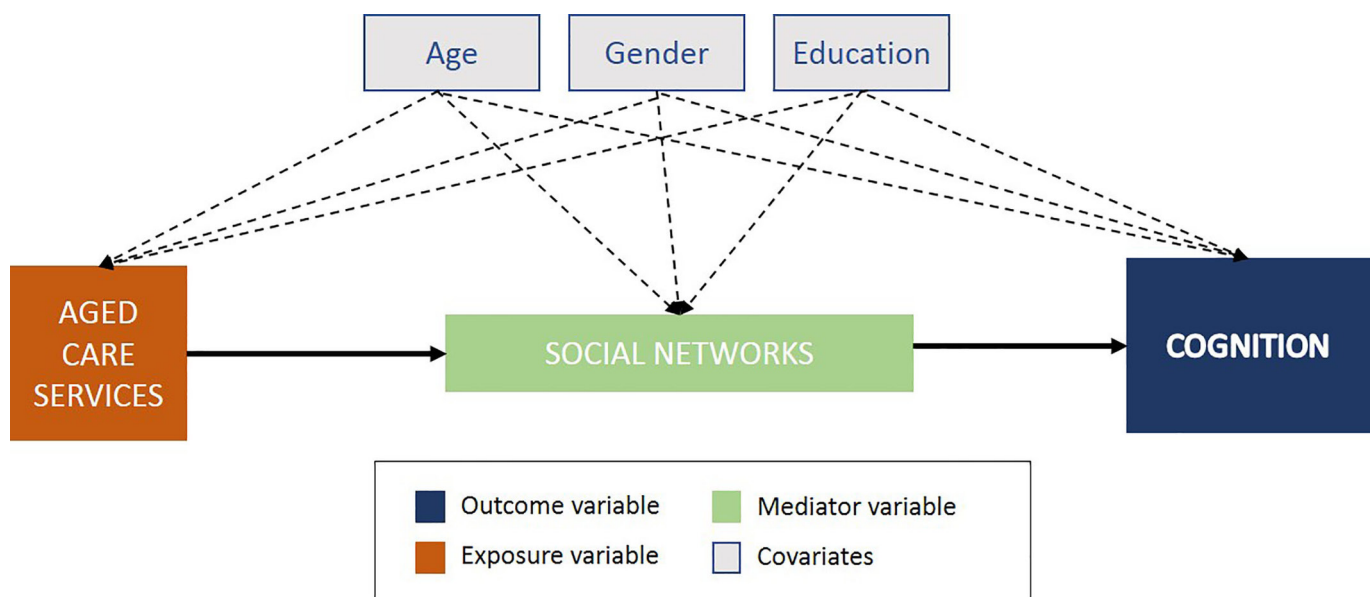 Age
Gender
Education
AGED
CARE
SERVICES
SOCIAL NETWORKS
COGNITION
Outcome variable
Mediator variable
Exposure variable
Covariates